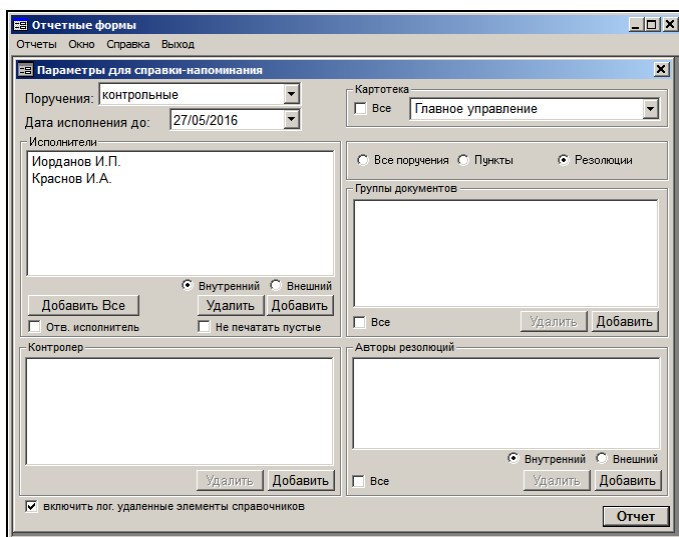 Отчетные формы
Отчеты Окно Справка Выход
Параметры для справки-напоминания
Поручения: контрольные
Дата исполнения до: 27/05/2016
Картотека
Все Главное управление
Исполнители
Иорданов И.П.
Краснов И.А.
Внутренний Внешний
Добавить Все Удалить Добавить
Отв. исполнитель Не печатать пустые
Все поручения Пункты Резолюции
Группы документов
Все Удалить Добавить
Контролер
Удалить Добавить
Авторы резолюций
Внутренний Внешний
Все Удалить Добавить
включить лог. удаленные элементы справочников
Отчет